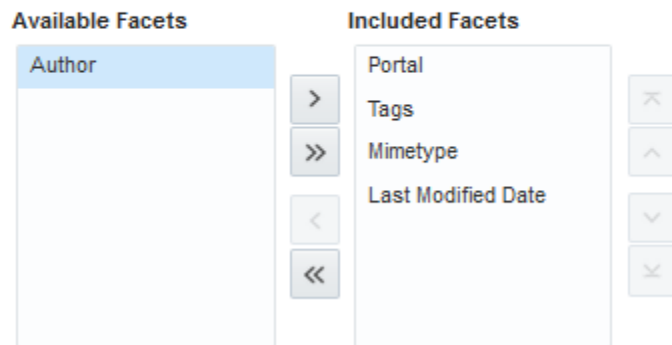 Available Facets
Included Facets
Author
Portal
Tags
Mimetype
Last Modified Date